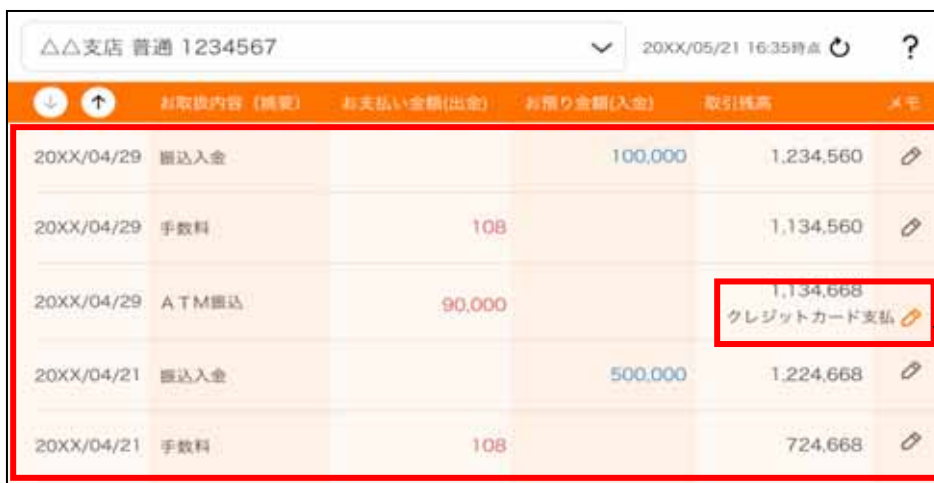 △△支店 普通 1234567 20XX/05/21 16:35時点 ?
お取扱内容（摘要） お支払い金額(出金) お預り金額(入金) 取引残高 メモ
20XX/04/29 振込入金 100,000 1,234,560
20XX/04/29 手数料 108 1,134,560
20XX/04/29 ATM振込 90,000 1,134,668
クレジットカード支払
20XX/04/21 振込入金 500,000 1,224,668
20XX/04/21 手数料 108 724,668